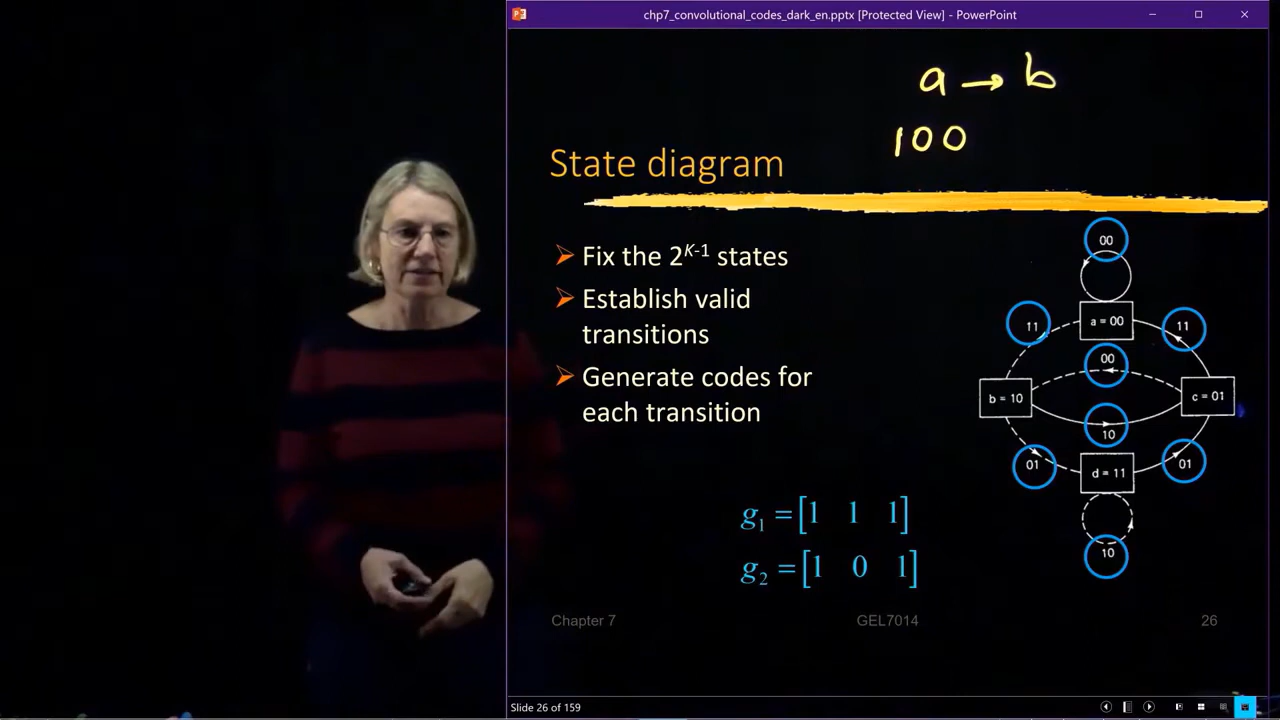 chp7_convolutional_codes_dark_en.pptx [Protected View] - PowerPoint
a → b
100
State diagram
Fix the 2^{K-1} states
Establish valid
transitions
Generate codes for
each transition
00
a = 00
11
11
00
b = 10
c = 01
10
01
d = 11
01
10
g₁ = [1 1 1]
g₂ = [1 0 1]
Chapter 7
GEL7014
26
Slide 26 of 159